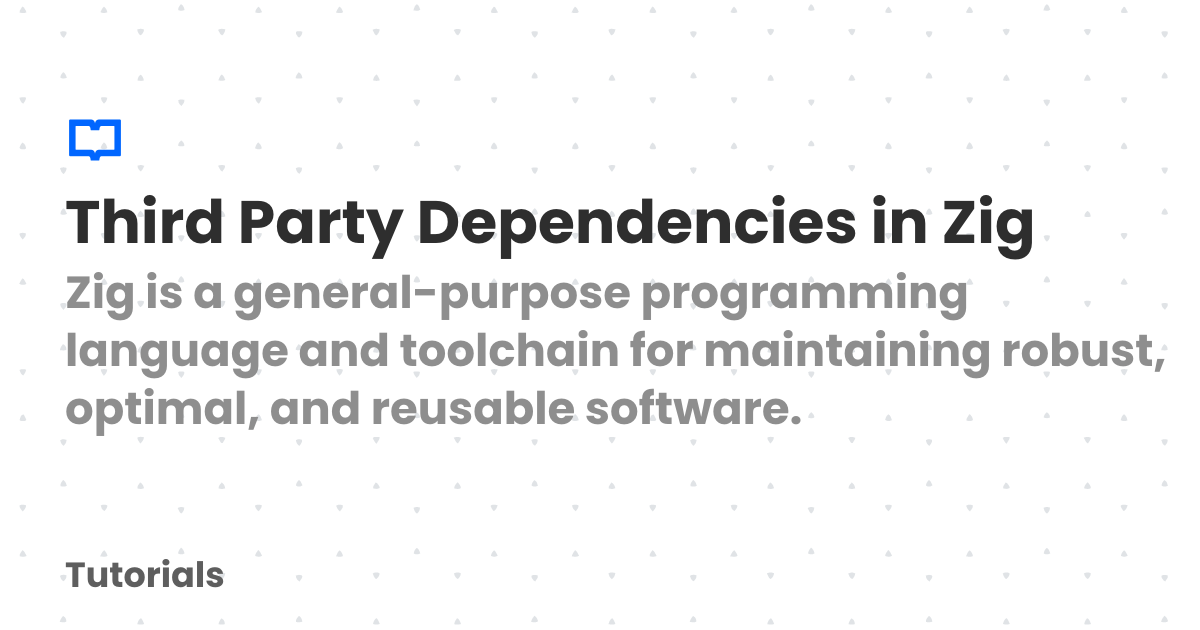 Third Party Dependencies in Zig
Zig is a general-purpose programming
language and toolchain for maintaining robust,
optimal, and reusable software.
Tutorials